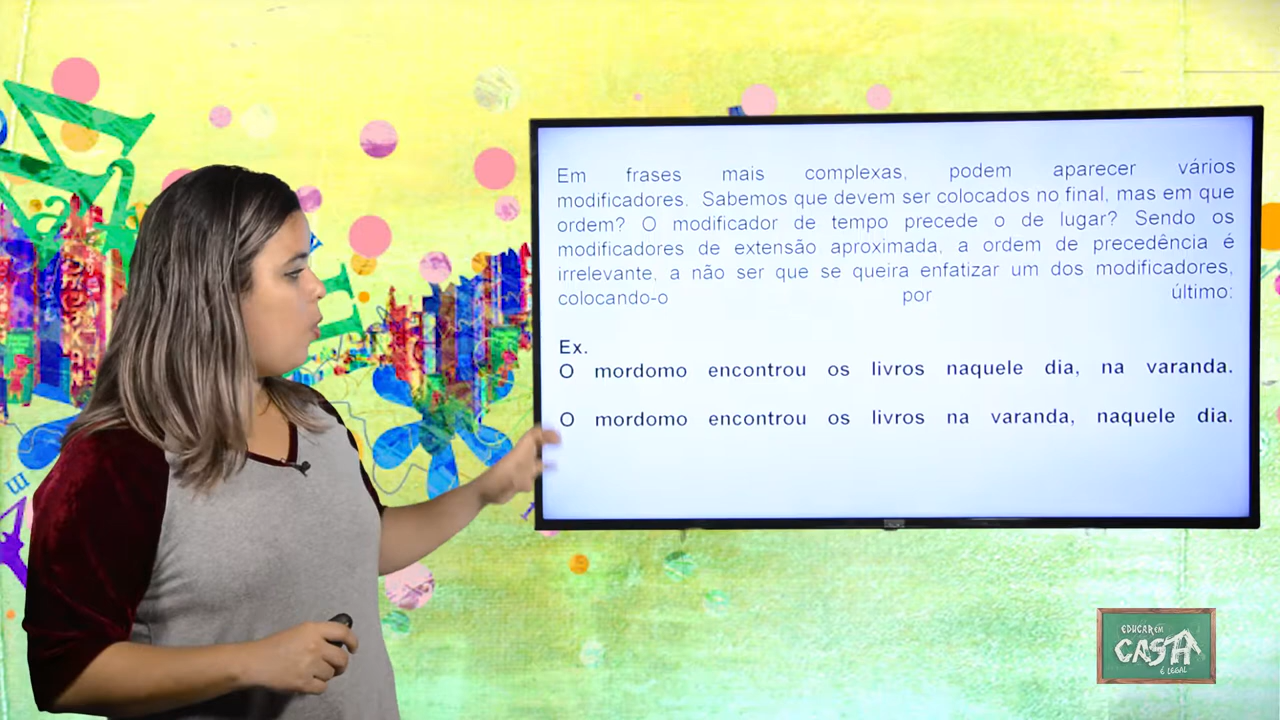 Em frases mais complexas, podem aparecer vários
modificadores. Sabemos que devem ser colocados no final, mas em que
ordem? O modificador de tempo precede o de lugar? Sendo os
modificadores de extensão aproximada, a ordem de precedência é
irrelevante, a não ser que se queira enfatizar um dos modificadores,
colocando-o por último:
Ex.
O mordomo encontrou os livros naquele dia, na varanda.
O mordomo encontrou os livros na varanda, naquele dia.
EDUCAR EM
CASA
É LEGAL